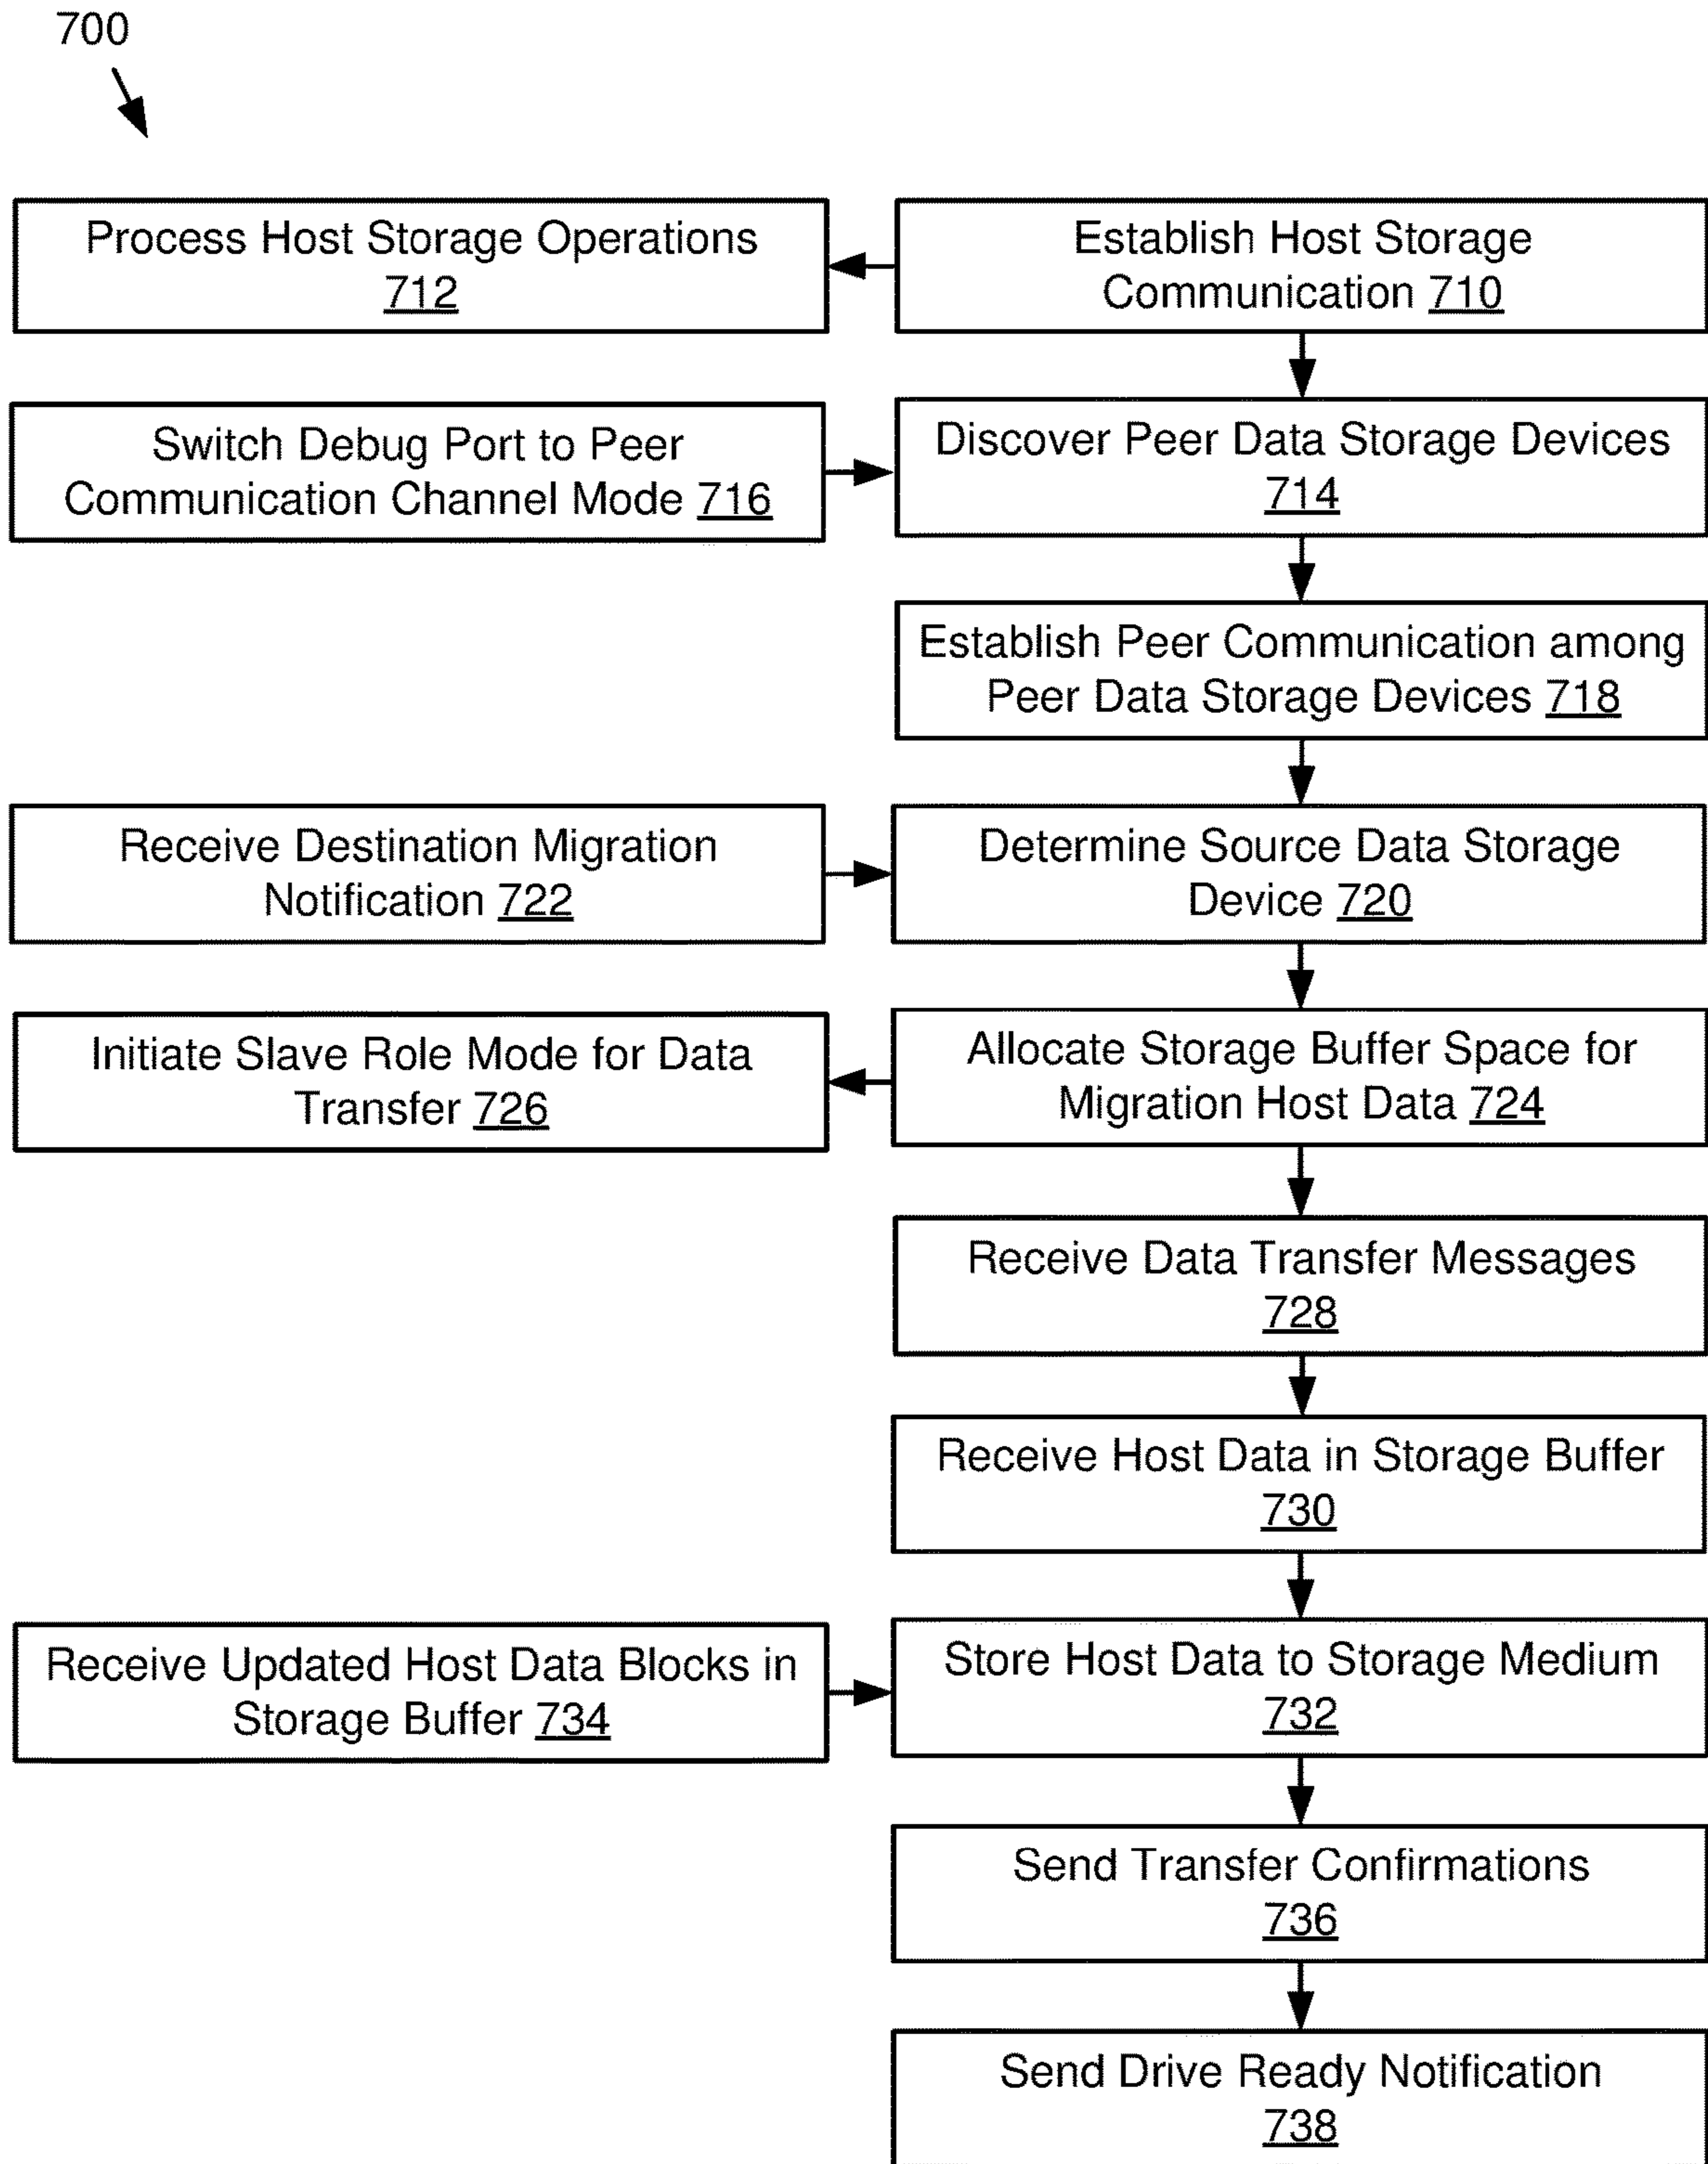 700
Process Host Storage Operations
712
Establish Host Storage
Communication 710
Switch Debug Port to Peer
Communication Channel Mode 716
Discover Peer Data Storage Devices
714
Establish Peer Communication among
Peer Data Storage Devices 718
Receive Destination Migration
Notification 722
Determine Source Data Storage
Device 720
Initiate Slave Role Mode for Data
Transfer 726
Allocate Storage Buffer Space for
Migration Host Data 724
Receive Data Transfer Messages
728
Receive Host Data in Storage Buffer
730
Receive Updated Host Data Blocks in
Storage Buffer 734
Store Host Data to Storage Medium
732
Send Transfer Confirmations
736
Send Drive Ready Notification
738